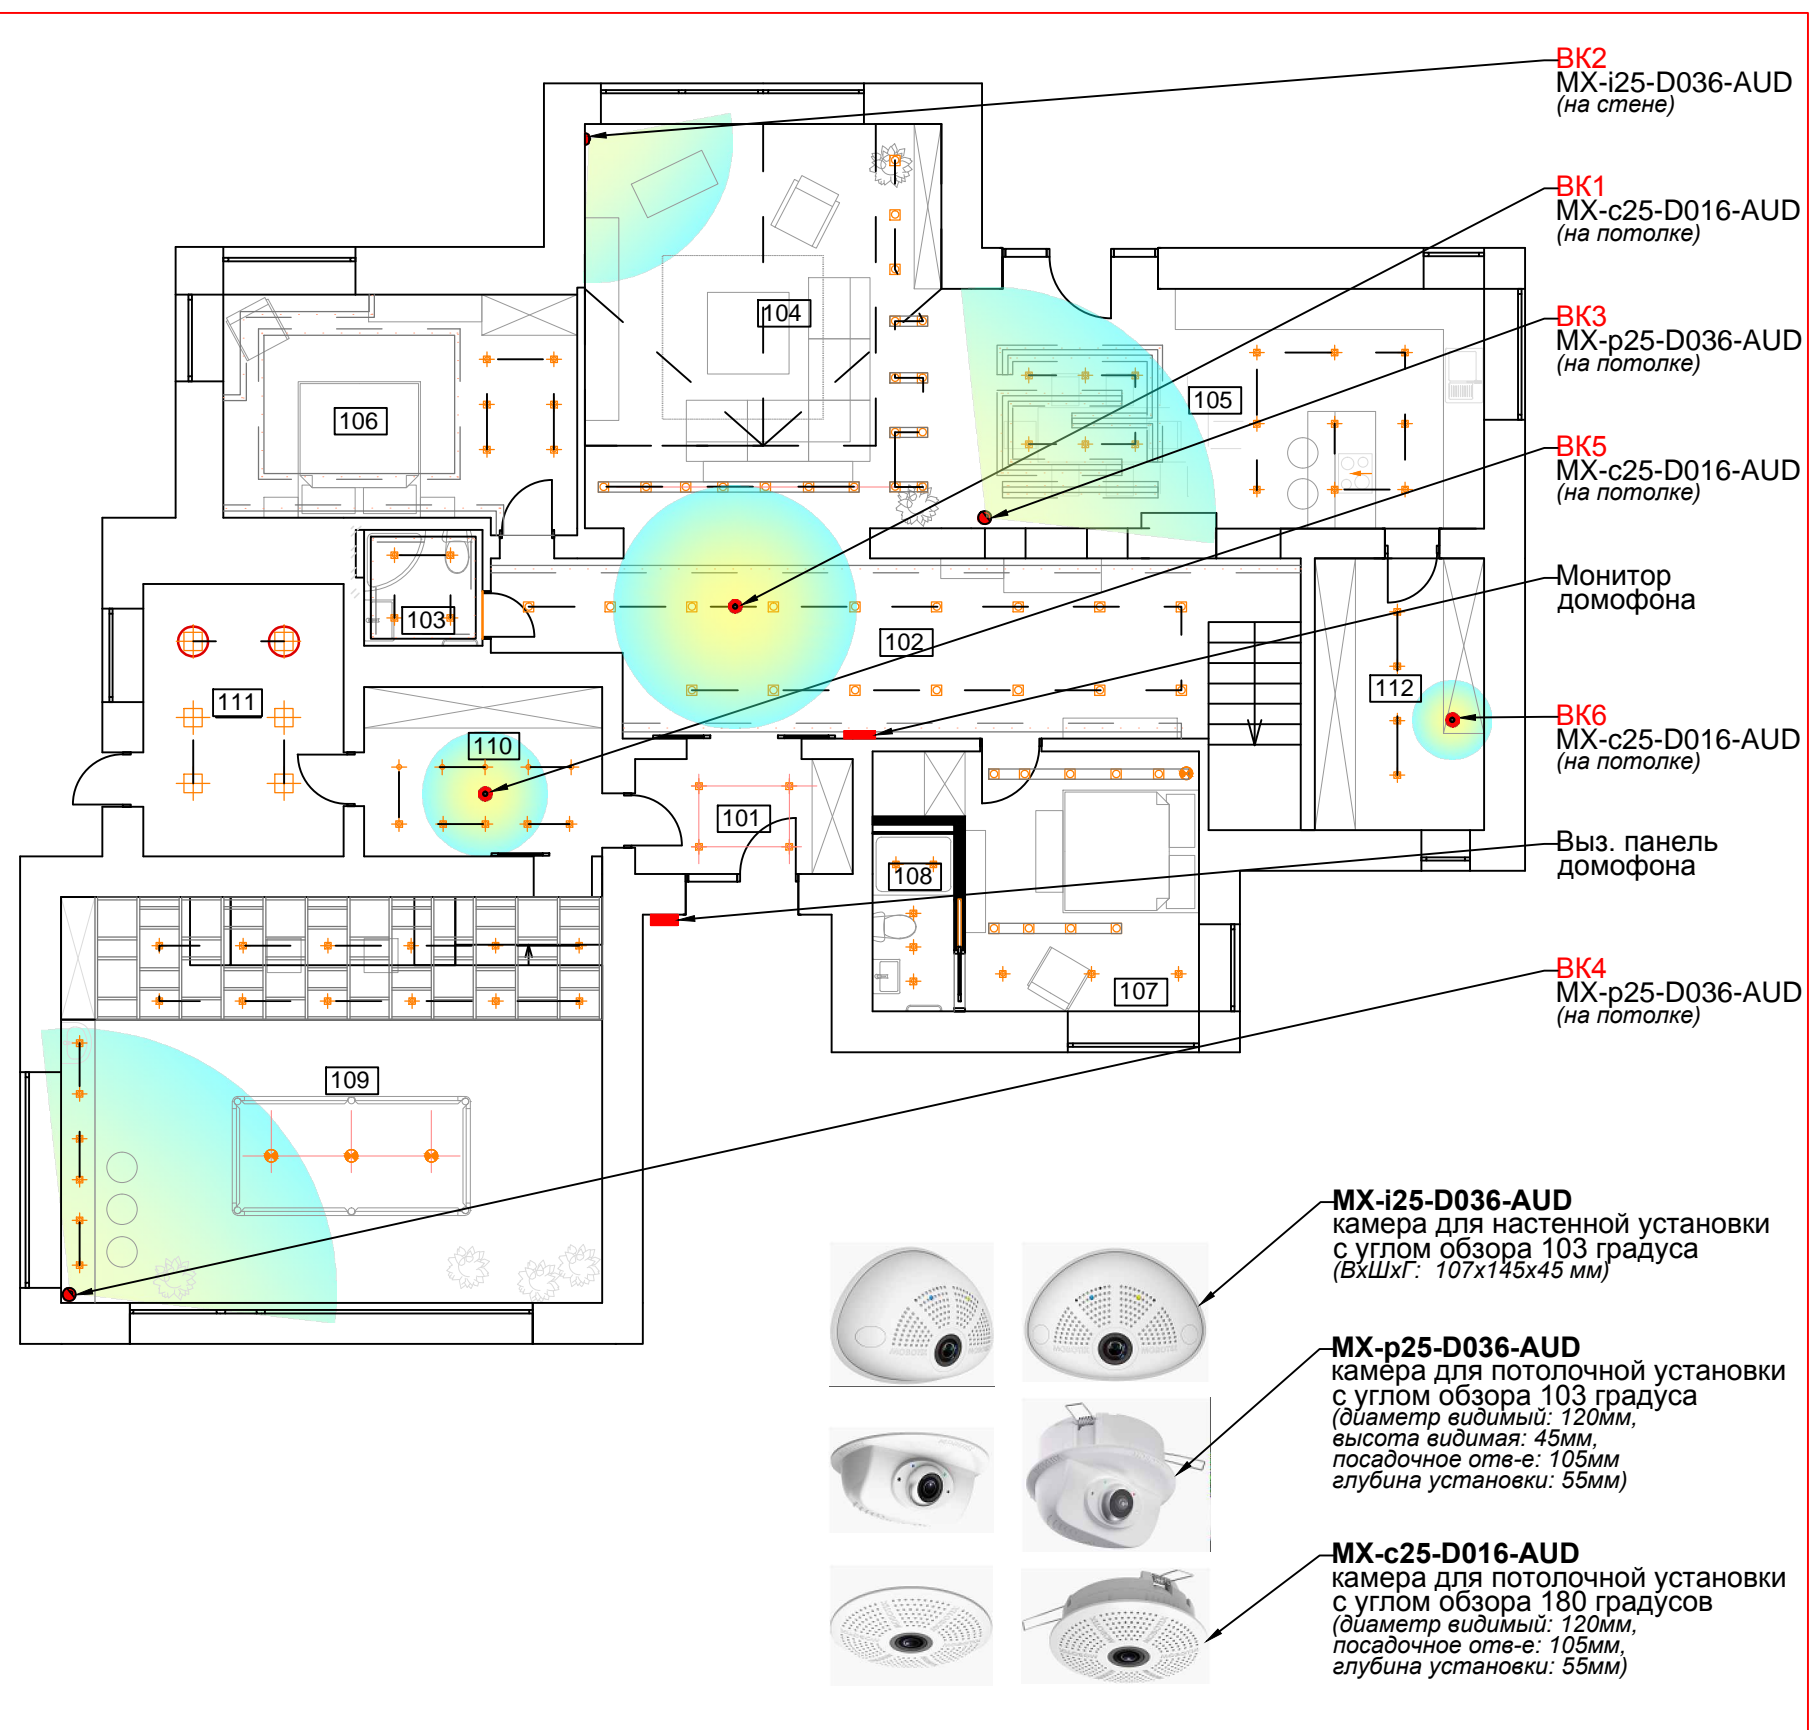 ВК2
MX-i25-D036-AUD
(на стене)
ВК1
MX-c25-D016-AUD
(на потолке)
ВК3
MX-p25-D036-AUD
(на потолке)
ВК5
MX-c25-D016-AUD
(на потолке)
Монитор
домофона
ВК6
MX-c25-D016-AUD
(на потолке)
Выз. панель
домофона
ВК4
MX-p25-D036-AUD
(на потолке)
104
105
106
103
102
112
111
110
101
108
107
109
MX-i25-D036-AUD
камера для настенной установки
с углом обзора 103 градуса
(ВхШхГ: 107х145х45 мм)
MX-p25-D036-AUD
камера для потолочной установки
с углом обзора 103 градуса
(диаметр видимый: 120мм,
высота видимая: 45мм,
посадочное отв-е: 105мм
глубина установки: 55мм)
MX-c25-D016-AUD
камера для потолочной установки
с углом обзора 180 градусов
(диаметр видимый: 120мм,
посадочное отв-е: 105мм,
глубина установки: 55мм)